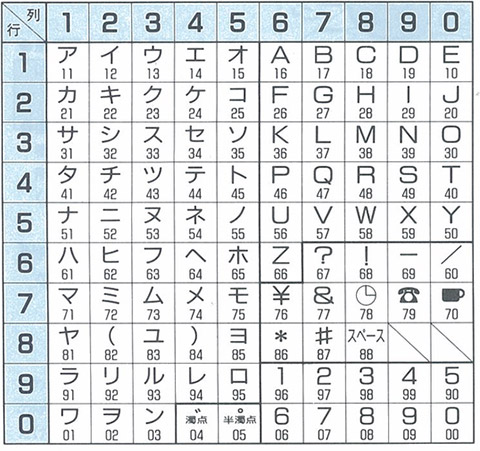 列 行 1 2 3 4 5 6 7 8 9 0
1 ア イ ウ エ オ A B C D E
11 12 13 14 15 16 17 18 19 10
2 カ キ ク ケ コ F G H I J
21 22 23 24 25 26 27 28 29 20
3 サ シ ス セ ソ K L M N O
31 32 33 34 35 36 37 38 39 30
4 タ チ ツ テ ト P Q R S T
41 42 43 44 45 46 47 48 49 40
5 ナ ニ ヌ ネ ノ U V W X Y
51 52 53 54 55 56 57 58 59 50
6 ハ ヒ フ ヘ ホ Z ? ! ー /
61 62 63 64 65 66 67 68 69 60
7 マ ミ ム メ モ ¥ & ☎
71 72 73 74 75 76 77 78 79 70
8 ヤ ( ユ ) ヨ * # スペース
81 82 83 84 85 86 87 88
9 ラ リ ル レ ロ 1 2 3 4 5
91 92 93 94 95 96 97 98 99 90
0 ワ ヲ ン ゛濁点 ゜半濁点 6 7 8 9 0
01 02 03 04 05 06 07 08 09 00